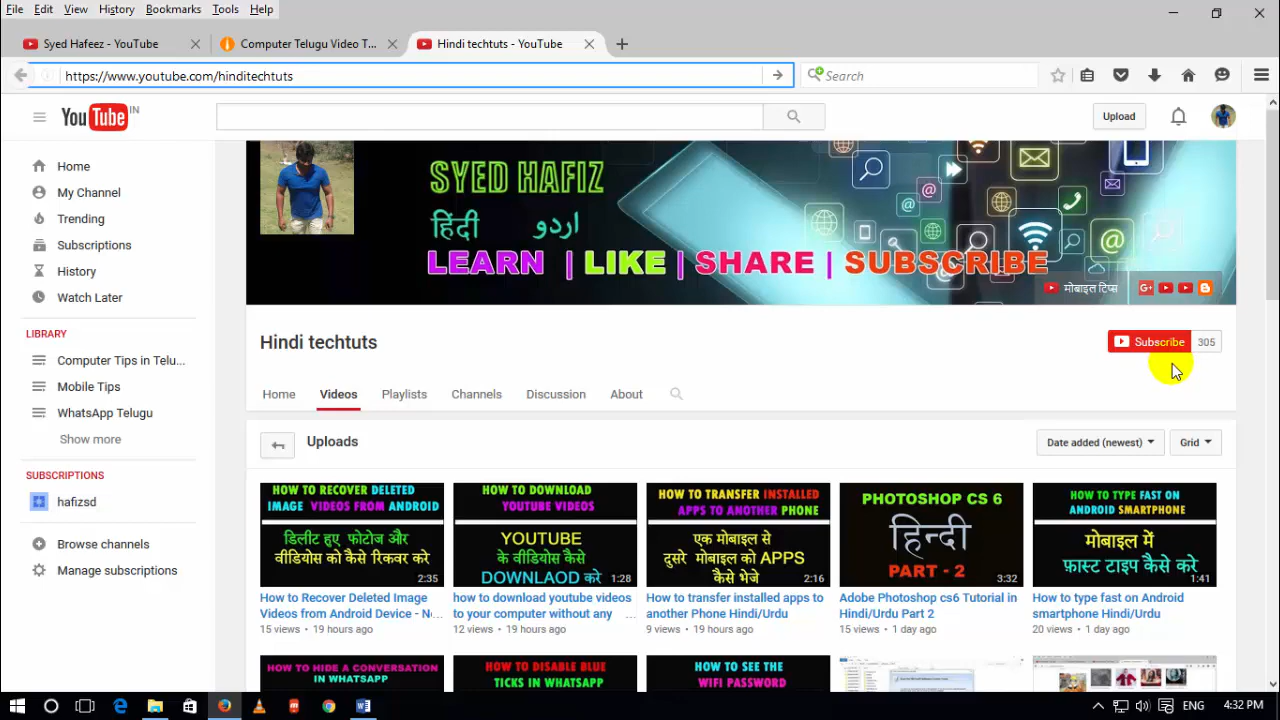 File Edit View History Bookmarks Tools Help
Syed Hafeez - YouTube
Computer Telugu Video T...
Hindi techtuts - YouTube
https://www.youtube.com/hinditechtuts
Search
YouTube IN
Upload
Home
My Channel
Trending
Subscriptions
History
Watch Later
LIBRARY
Computer Tips in Telu...
Mobile Tips
WhatsApp Telugu
Show more
SUBSCRIPTIONS
hafizsd
Browse channels
Manage subscriptions
SYED HAFIZ
हिंदी اردو
LEARN | LIKE | SHARE | SUBSCRIBE
मोबाइल टिप्स
Hindi techtuts
Subscribe 305
Home Videos Playlists Channels Discussion About
Uploads
Date added (newest) Grid
HOW TO RECOVER DELETED
IMAGE VIDEOS FROM ANDROID
डिलीट हुए फोटोज और
वीडियोस को कैसे रिकवर करे
2:35
How to Recover Deleted Image
Videos from Android Device - N...
15 views • 19 hours ago
HOW TO DOWNLOAD
YOUTUBE VIDEOS
YOUTUBE
के वीडियोस कैसे
DOWNLAOD करे
1:28
how to download youtube videos
to your computer without any ...
12 views • 19 hours ago
HOW TO TRANSFER INSTALLED
APPS TO ANOTHER PHONE
एक मोबाइल से
दुसरे मोबाइल को APPS
कैसे भेजे
2:16
How to transfer installed apps to
another Phone Hindi/Urdu
9 views • 19 hours ago
PHOTOSHOP CS 6
हिन्दी
PART - 2
3:32
Adobe Photoshop cs6 Tutorial in
Hindi/Urdu Part 2
15 views • 1 day ago
HOW TO TYPE FAST ON
ANDROID SMARTPHONE
मोबाइल में
फ़ास्ट टाइप कैसे करे
1:41
How to type fast on Android
smartphone Hindi/Urdu
20 views • 1 day ago
HOW TO HIDE A CONVERSATION
IN WHATSAPP
HOW TO DISABLE BLUE
TICKS IN WHATSAPP
HOW TO SEE THE
WIFI PASSWORD
ENG 4:32 PM